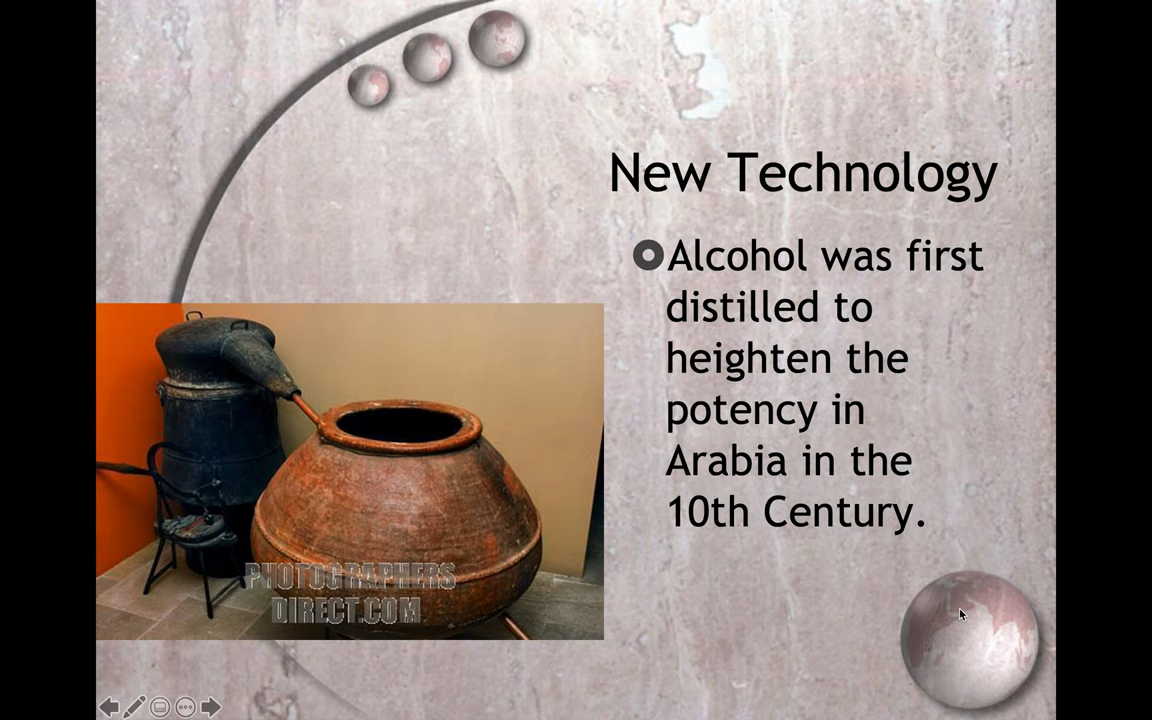 New Technology
Alcohol was first
distilled to
heighten the
potency in
Arabia in the
10th Century.
PHOTOGRAPHERS
DIRECT.COM